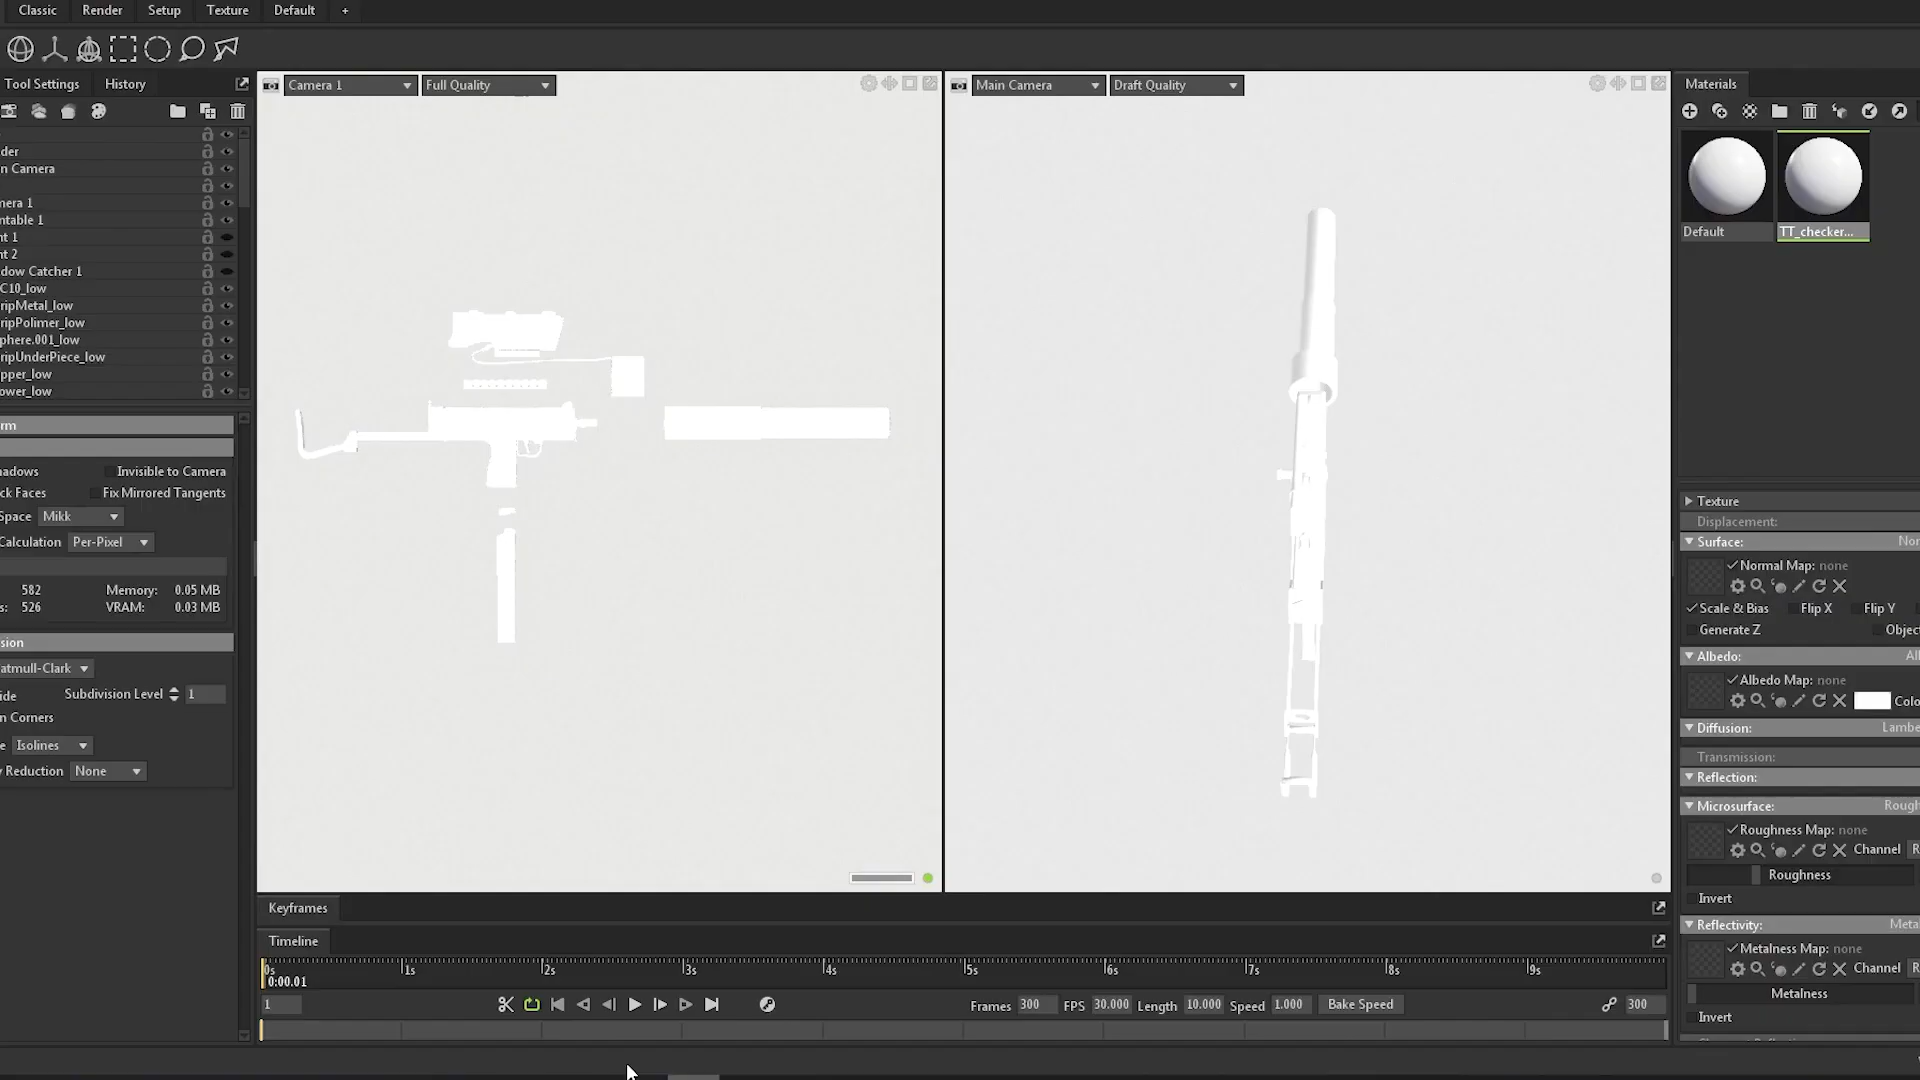 Classic Render Setup Texture Default +
Tool Settings History
Camera 1 Full Quality
Main Camera Draft Quality
Materials
der
n Camera
nera 1
ntable 1
nt 1
nt 2
dow Catcher 1
C10_low
ripMetal_low
ripPolimer_low
phere.001_low
ripUnderPiece_low
pper_low
ower_low
rm
adows Invisible to Camera
ck Faces Fix Mirrored Tangents
Space Mikk
Calculation Per-Pixel
582 Memory: 0.05 MB
s: 526 VRAM: 0.03 MB
sion
atmull-Clark
ide Subdivision Level 1
n Corners
e Isolines
y Reduction None
Default TT_checker...
Texture
Displacement:
Surface: Nor
Normal Map: none
Scale & Bias Flip X Flip Y
Generate Z Object
Albedo: Al
Albedo Map: none
Colo
Diffusion: Lambe
Transmission:
Reflection:
Microsurface: Rough
Roughness Map: none
Channel R
Roughness
Invert
Reflectivity: Meta
Metalness Map: none
Channel R
Metalness
Invert
Keyframes
Timeline
0s 1s 2s 3s 4s 5s 6s 7s 8s 9s
0:00.01
1 Frames 300 FPS 30.000 Length 10.000 Speed 1.000 Bake Speed 300